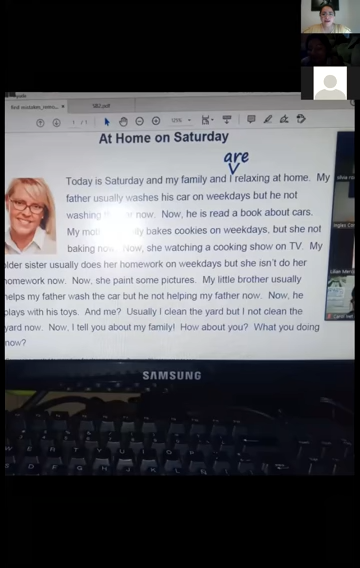 SB2.pdf
1 / 1
125%
At Home on Saturday
are
Today is Saturday and my family and I relaxing at home. My
father usually washes his car on weekdays but he not
washing now. Now, he is read a book about cars.
My bakes cookies on weekdays, but she not
baking now. Now, she watching a cooking show on TV. My
older sister usually does her homework on weekdays but she isn't do her
homework now. Now, she paint some pictures. My little brother usually
helps my father wash the car but he not helping my father now. Now, he
plays with his toys. And me? Usually I clean the yard but I not clean the
yard now. Now, I tell you about my family! How about you? What you doing
now?
SAMSUNG